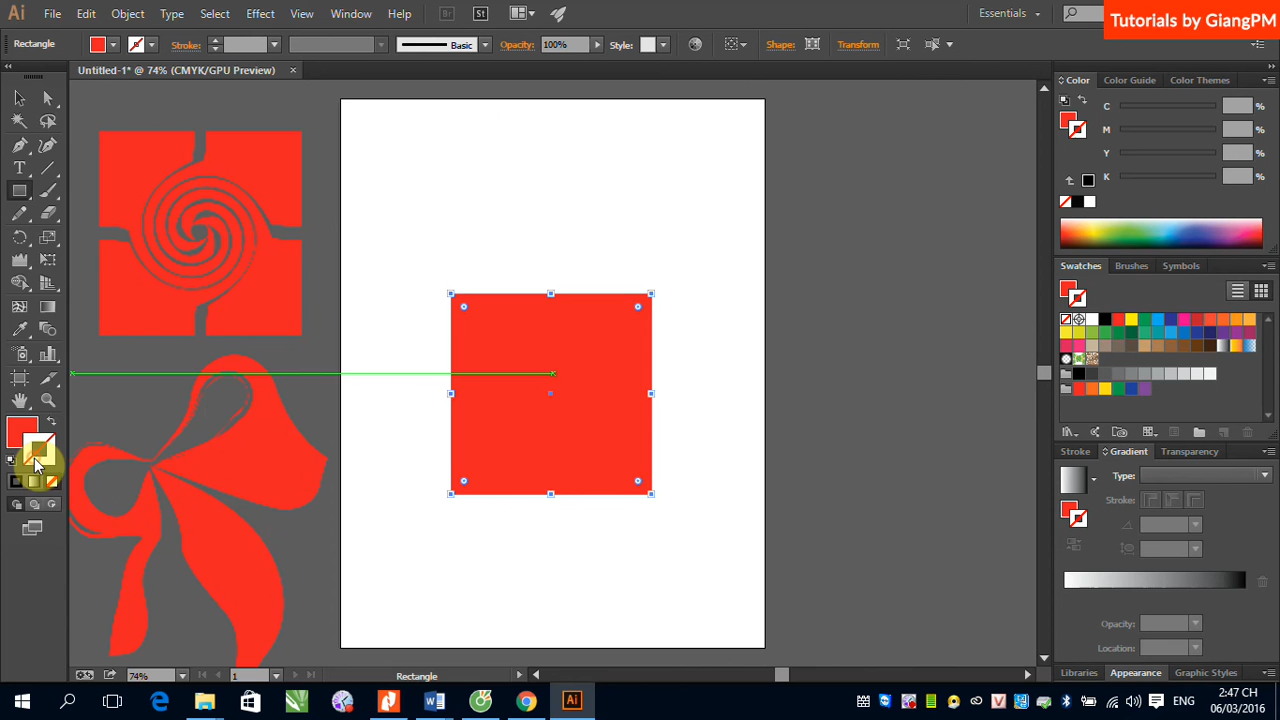 Ai File Edit Object Type Select Effect View Window Help Br St Essentials
Tutorials by GiangPM
Rectangle Stroke: Basic Opacity: 100% Style: Shape: Transform
Untitled-1* @ 74% (CMYK/GPU Preview) ×
Color Color Guide Color Themes
C %
M %
Y %
K %
Swatches Brushes Symbols
Stroke Gradient Transparency
Type:
Stroke:
Opacity:
Location:
Libraries Appearance Graphic Styles
74% 1 Rectangle
Ai ENG 2:47 CH
06/03/2016